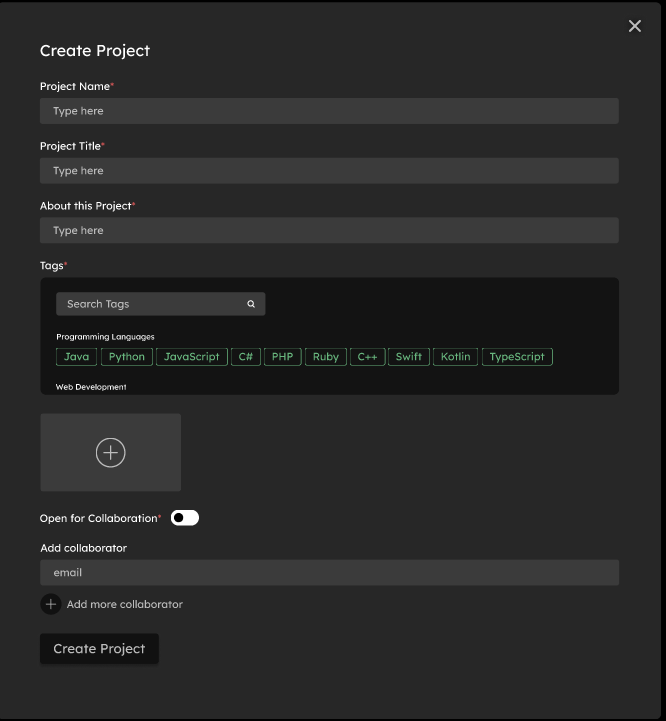 Create Project
Project Name*
Type here
Project Title*
Type here
About this Project*
Type here
Tags*
Search Tags
Programming Languages
Java Python JavaScript C# PHP Ruby C++ Swift Kotlin TypeScript
Web Development
Open for Collaboration*
Add collaborator
email
Add more collaborator
Create Project